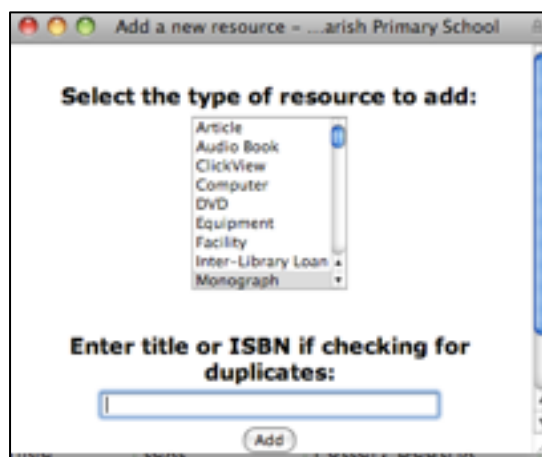 Add a new resource - ...arish Primary School
Select the type of resource to add:
Article
Audio Book
ClickView
Computer
DVD
Equipment
Facility
Inter-Library Loan
Monograph
Enter title or ISBN if checking for
duplicates:
Add